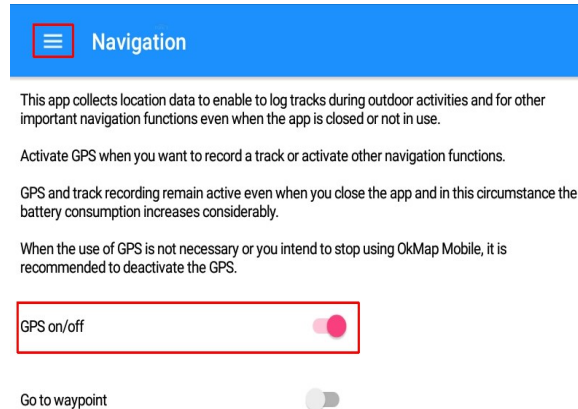 Navigation
This app collects location data to enable to log tracks during outdoor activities and for other
important navigation functions even when the app is closed or not in use.
Activate GPS when you want to record a track or activate other navigation functions.
GPS and track recording remain active even when you close the app and in this circumstance the
battery consumption increases considerably.
When the use of GPS is not necessary or you intend to stop using OkMap Mobile, it is
recommended to deactivate the GPS.
GPS on/off
Go to waypoint